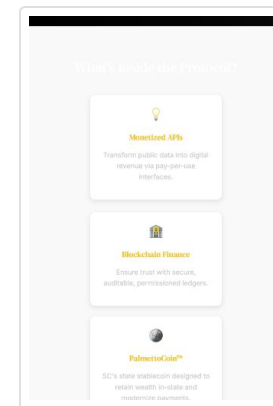 What's Inside the Protocol?
Monetized APIs
Transform public data into digital
revenue via pay-per-use
interfaces.
Blockchain Finance
Ensure trust with secure,
auditable, permissioned ledgers.
PalmettoCoin™
SC's state stablecoin designed to
retain wealth in-state and
modernize payments.